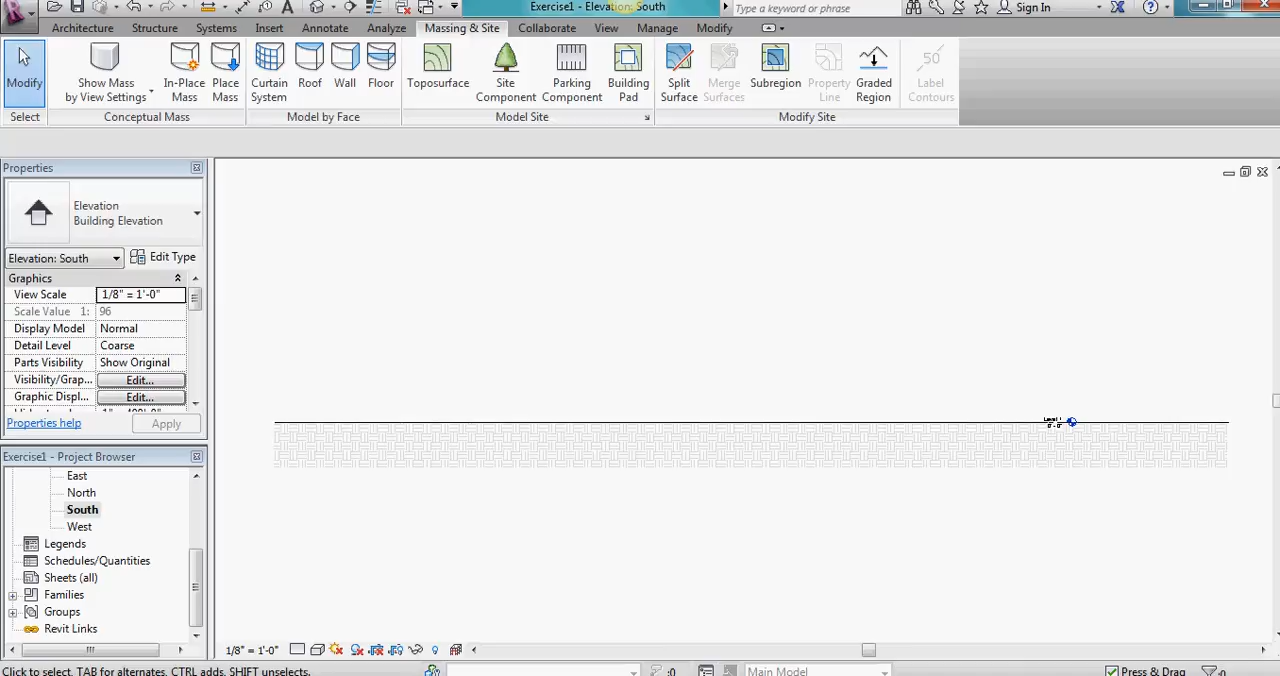 Exercise1 - Elevation: South
Type a keyword or phrase
Sign In
Architecture Structure Systems Insert Annotate Analyze Massing & Site Collaborate View Manage Modify
Modify
Show Mass by View Settings
In-Place Mass
Place Mass
Curtain System
Roof
Wall
Floor
Toposurface
Site Component
Parking Component
Building Pad
Split Surface
Merge Surfaces
Subregion
Property Line
Graded Region
50
Label Contours
Select
Conceptual Mass
Model by Face
Model Site
Modify Site
Properties
Elevation
Building Elevation
Elevation: South
Edit Type
Graphics
View Scale 1/8" = 1'-0"
Scale Value 1: 96
Display Model Normal
Detail Level Coarse
Parts Visibility Show Original
Visibility/Grap... Edit...
Graphic Displ... Edit...
Properties help
Apply
Exercise1 - Project Browser
East
North
South
West
Legends
Schedules/Quantities
Sheets (all)
Families
Groups
Revit Links
1/8" = 1'-0"
Click to select, TAB for alternates, CTRL adds, SHIFT unselects.
:0
Main Model
Press & Drag
:0